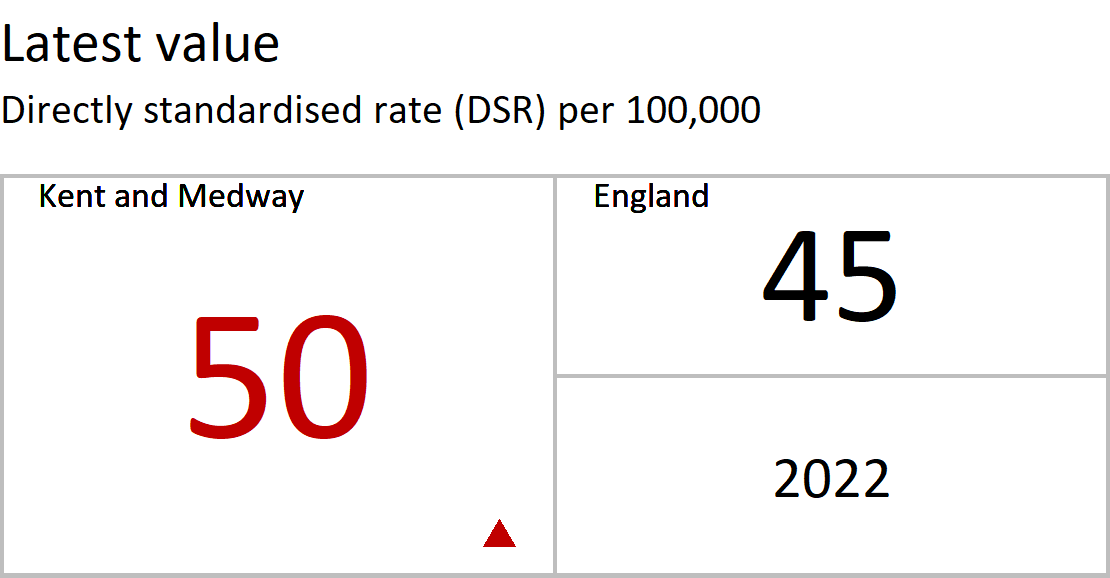 Latest value
Directly standardised rate (DSR) per 100,000
Kent and Medway
50
England
45
2022